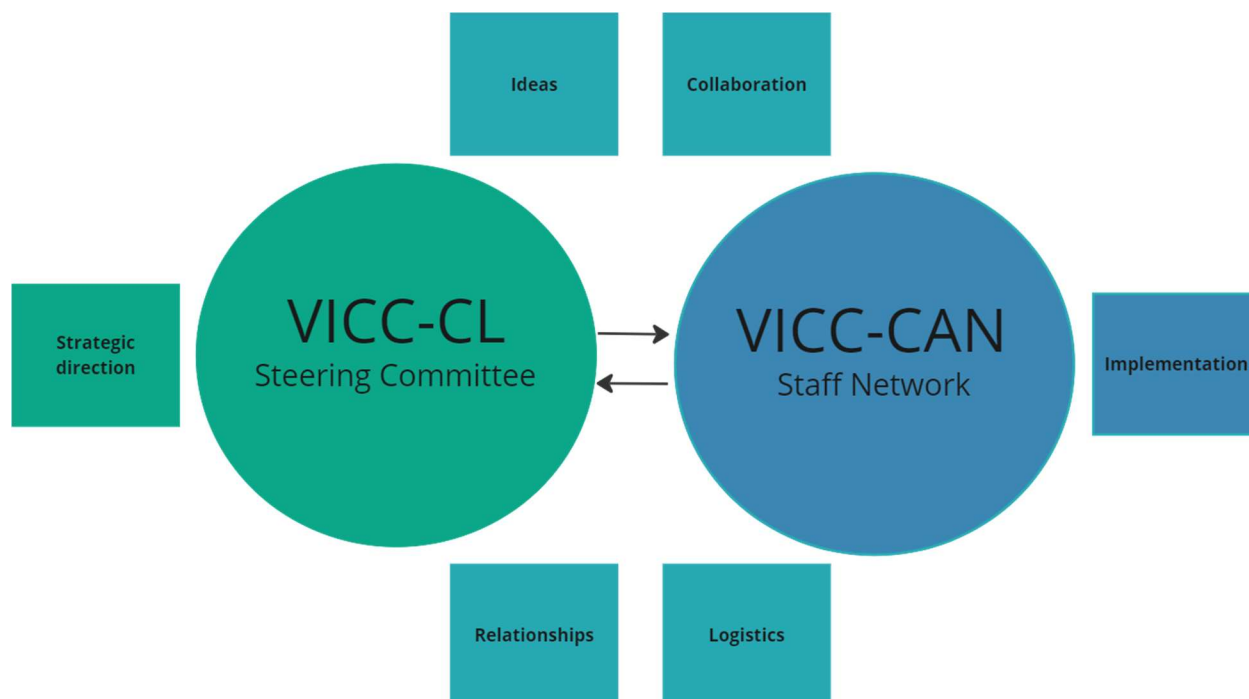 Ideas
Collaboration
VICC-CL
Steering Committee
VICC-CAN
Staff Network
Strategic
direction
Implementation
Relationships
Logistics